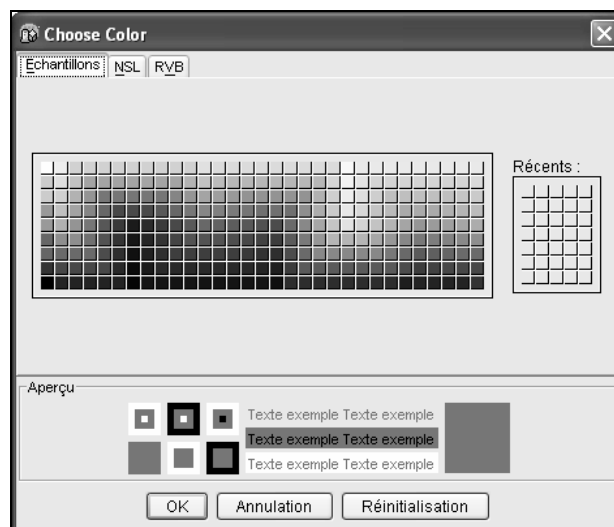 Choose Color
Echantillons NSL RVB
Récents :
Aperçu
Texte exemple Texte exemple
Texte exemple Texte exemple
Texte exemple Texte exemple
OK Annulation Réinitialisation